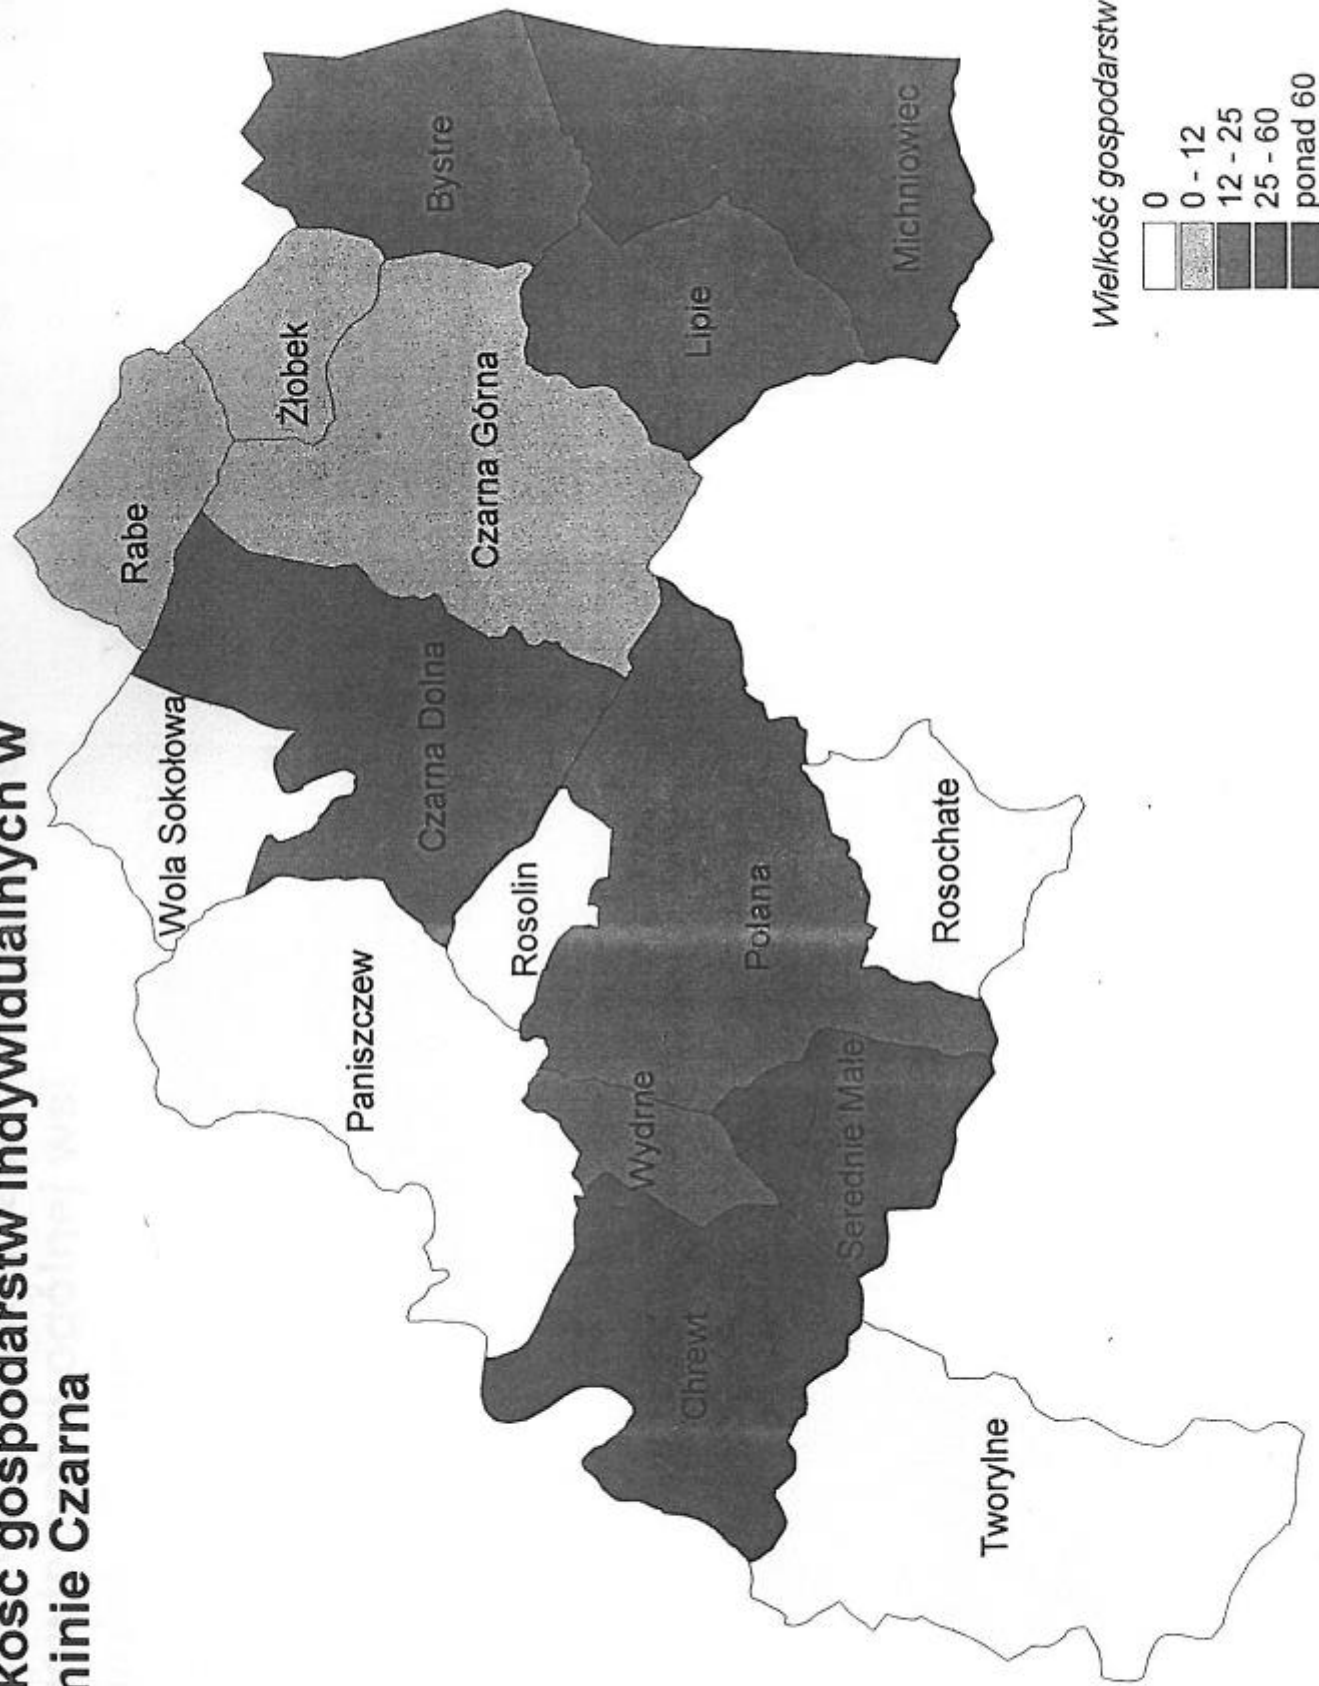 kość gospodarstw indywidualnych w
minie Czarna
Rabe
Żłobek
Bystre
Wola Sokołowa
Czarna Górna
Czarna Dolna
Lipie
Michniowiec
Paniszczew
Rosolin
Polana
Wydrne
Rosochate
Serednie Małe
Chrewt
Tworylne
Wielkość gospodarstw
0
0 - 12
12 - 25
25 - 60
ponad 60